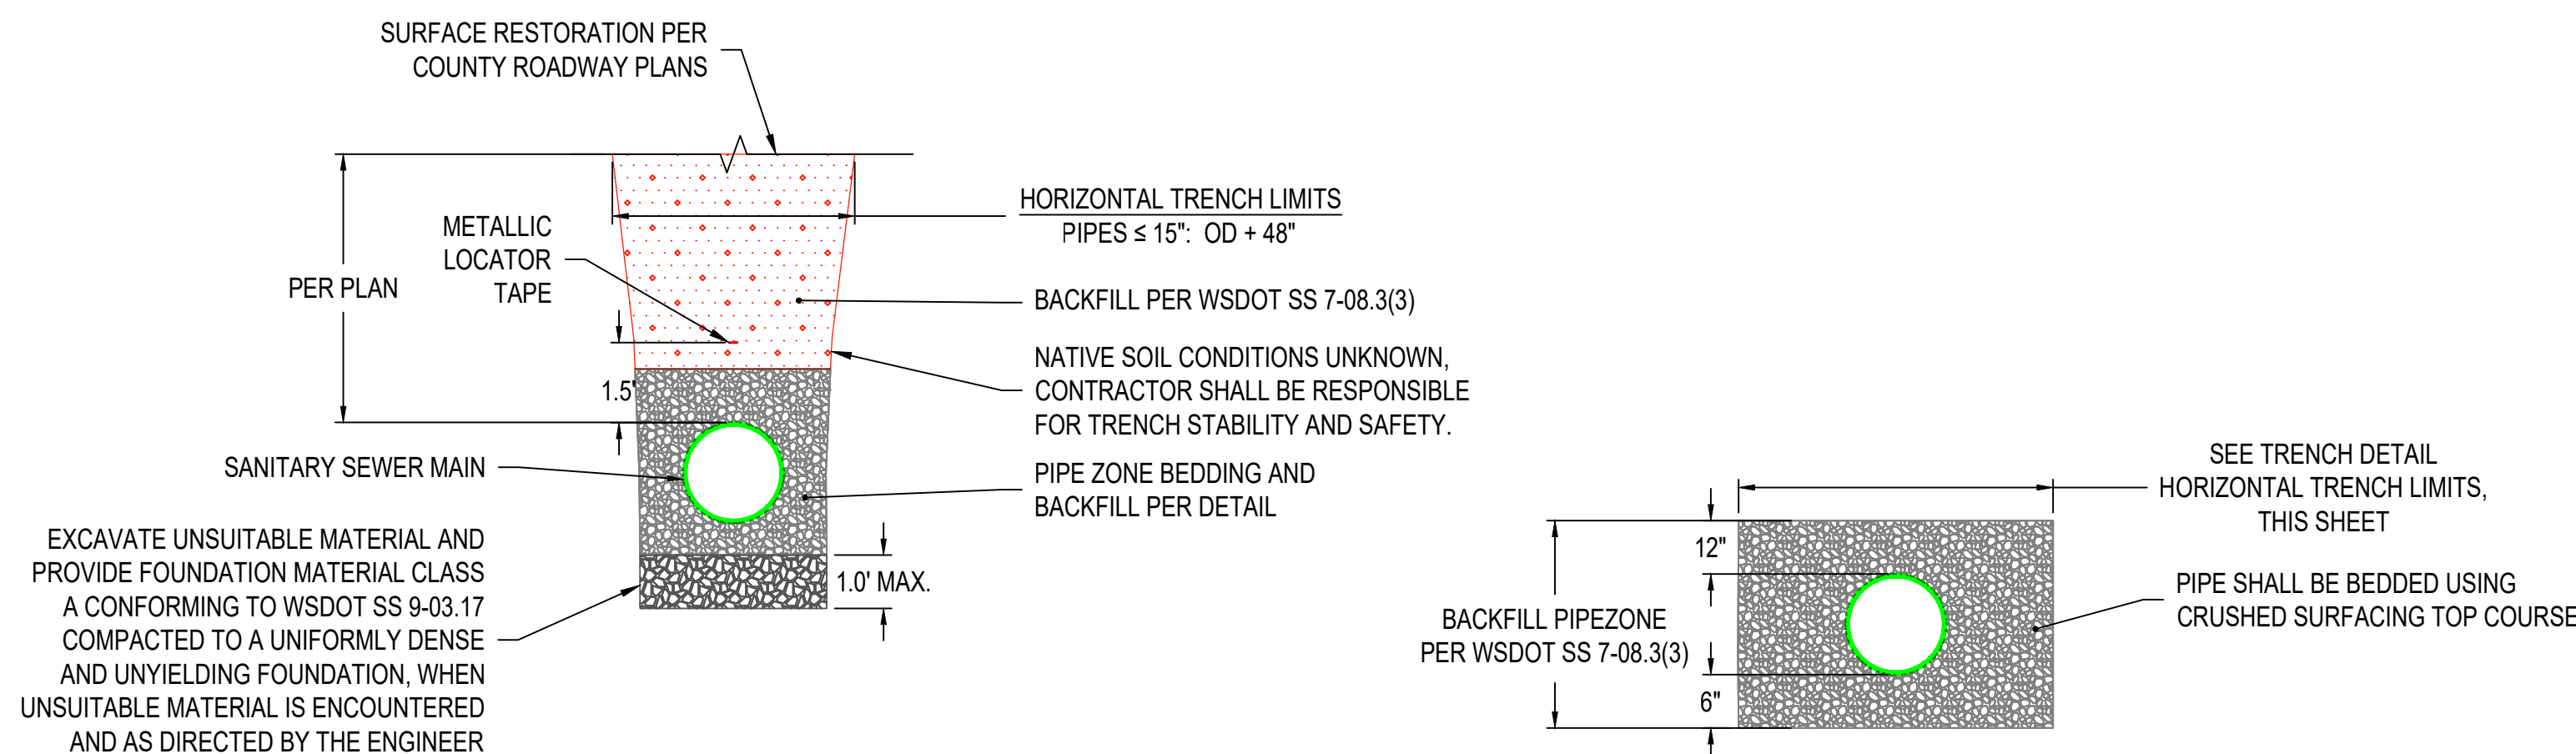 SURFACE RESTORATION PER
COUNTY ROADWAY PLANS
METALLIC
LOCATOR
TAPE
PER PLAN
HORIZONTAL TRENCH LIMITS
PIPES ≤ 15": OD + 48"
BACKFILL PER WSDOT SS 7-08.3(3)
NATIVE SOIL CONDITIONS UNKNOWN,
CONTRACTOR SHALL BE RESPONSIBLE
FOR TRENCH STABILITY AND SAFETY.
1.5'
SANITARY SEWER MAIN
PIPE ZONE BEDDING AND
BACKFILL PER DETAIL
EXCAVATE UNSUITABLE MATERIAL AND
PROVIDE FOUNDATION MATERIAL CLASS
A CONFORMING TO WSDOT SS 9-03.17
COMPACTED TO A UNIFORMLY DENSE
AND UNYIELDING FOUNDATION, WHEN
UNSUITABLE MATERIAL IS ENCOUNTERED
AND AS DIRECTED BY THE ENGINEER
1.0' MAX.
SEE TRENCH DETAIL
HORIZONTAL TRENCH LIMITS,
THIS SHEET
12"
PIPE SHALL BE BEDDED USING
CRUSHED SURFACING TOP COURSE
BACKFILL PIPEZONE
PER WSDOT SS 7-08.3(3)
6"